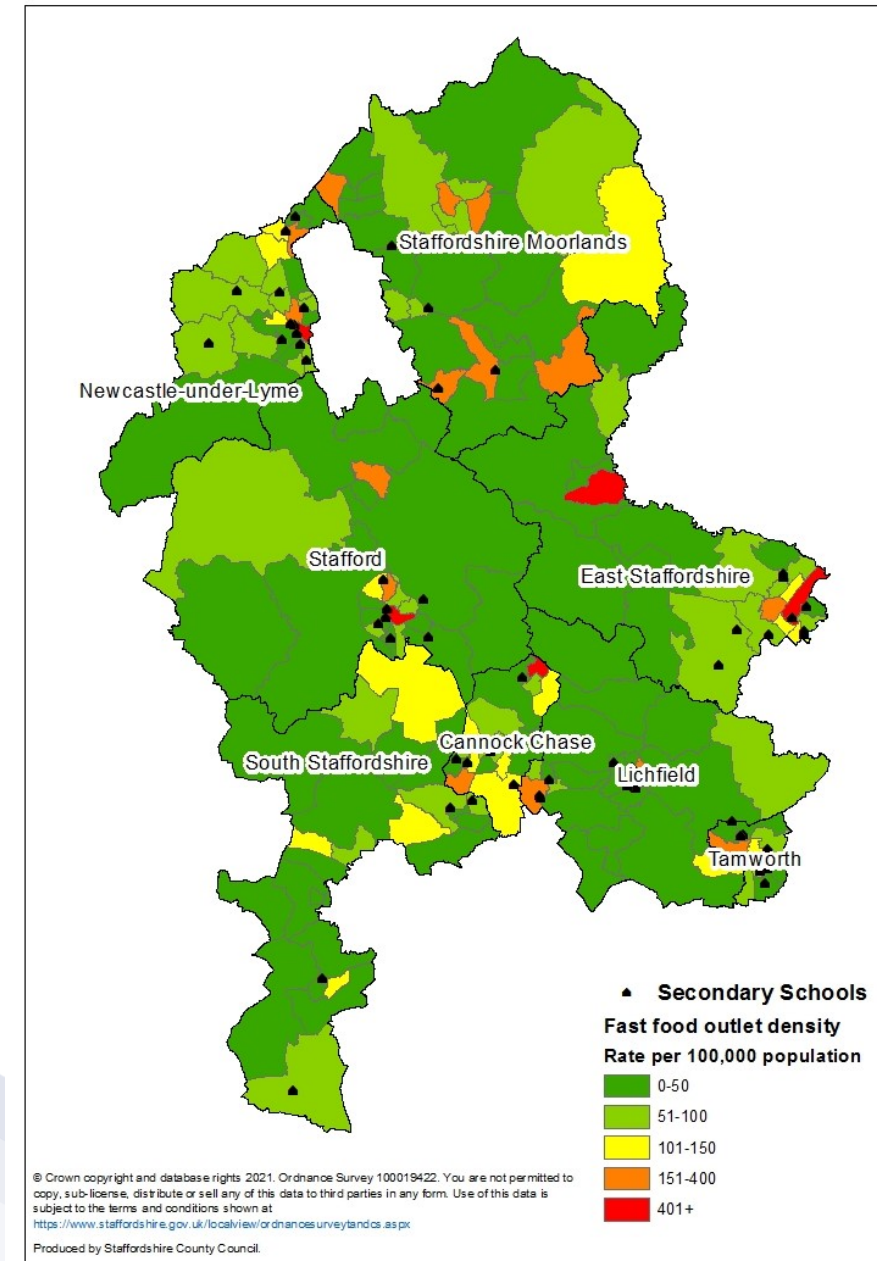 Staffordshire Moorlands
Newcastle-under-Lyme
Stafford
East Staffordshire
Cannock Chase
South Staffordshire
Lichfield
Tamworth
Secondary Schools
Fast food outlet density
Rate per 100,000 population
0-50
51-100
101-150
151-400
401+
© Crown copyright and database rights 2021. Ordnance Survey 100019422. You are not permitted to
copy, sub-license, distribute or sell any of this data to third parties in any form. Use of this data is
subject to the terms and conditions shown at
https://www.staffordshire.gov.uk/localview/ordnancesurveytandcs.aspx
Produced by Staffordshire County Council.